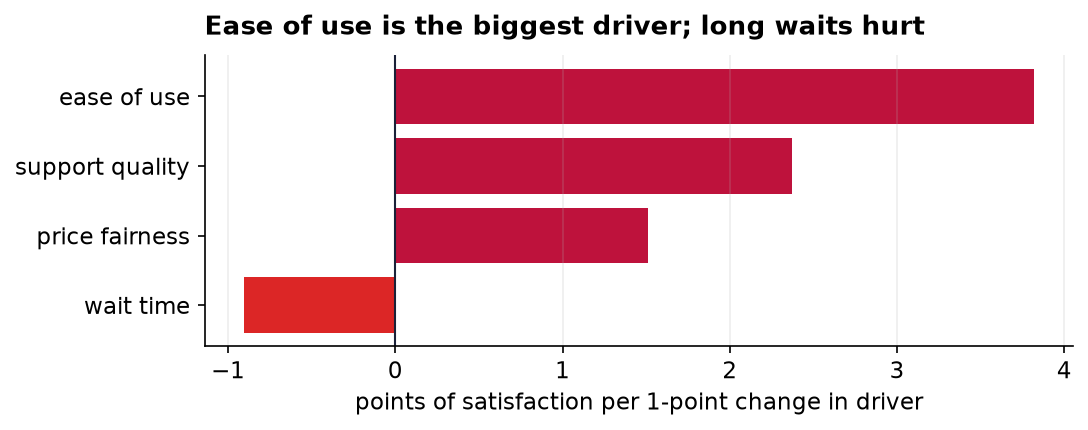 Ease of use is the biggest driver; long waits hurt
ease of use
support quality
price fairness
wait time
−1 0 1 2 3 4
points of satisfaction per 1-point change in driver